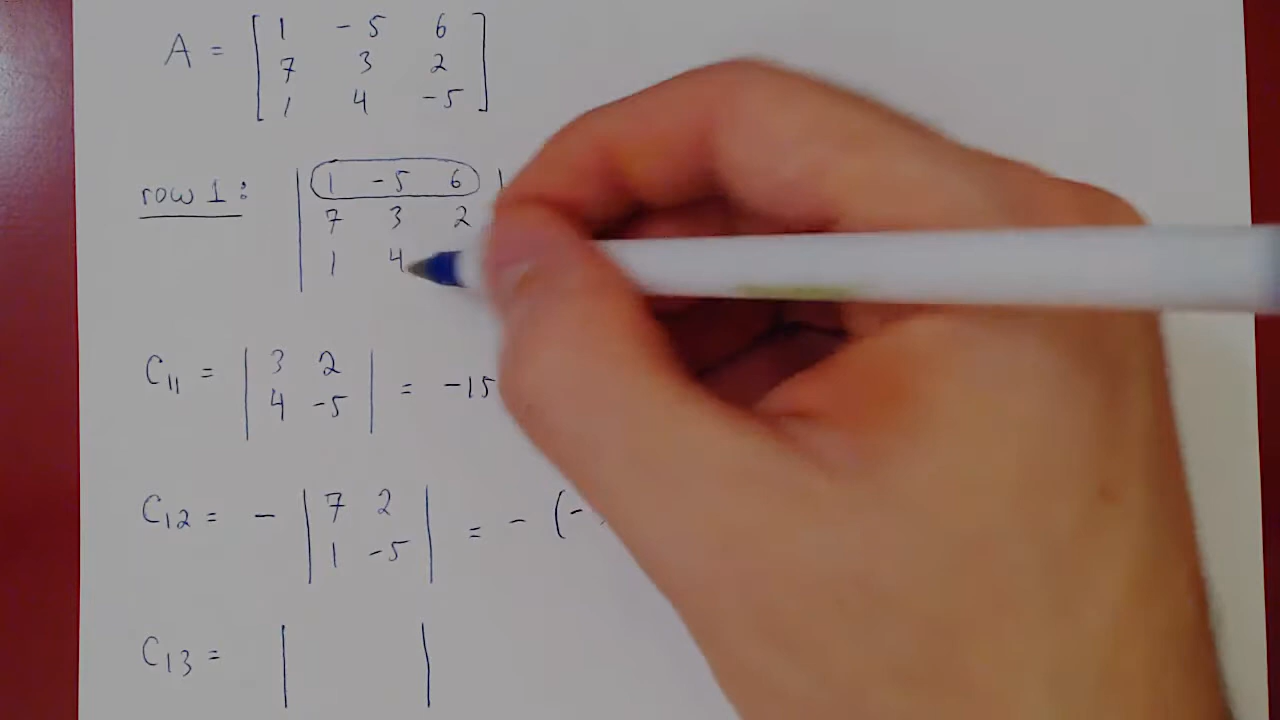 A = [ 1 -5 6
7 3 2
1 4 -5 ]
row 1: | 1 -5 6 |
7 3 2
1 4
C11 = | 3 2 | = -15
4 -5
C12 = - | 7 2 | = - (-
1 -5
C13 = | |